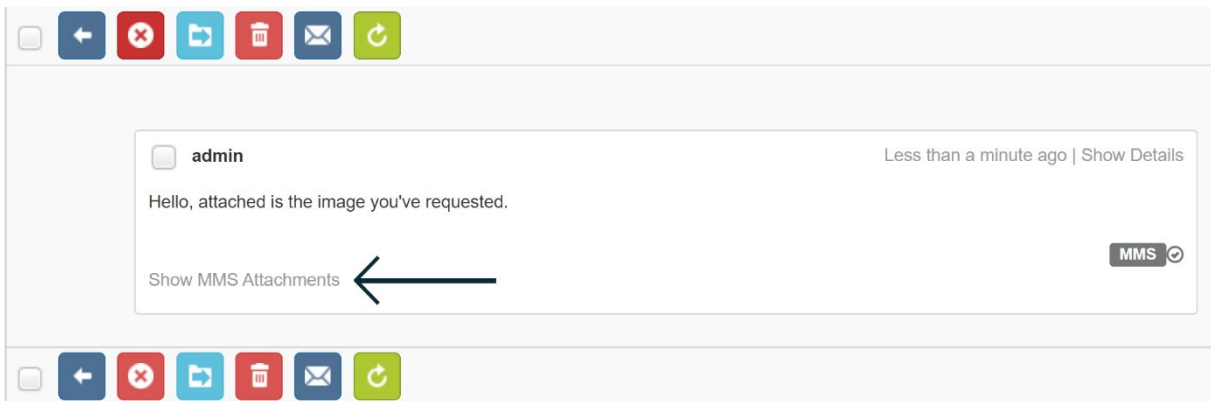 admin
Less than a minute ago | Show Details
Hello, attached is the image you've requested.
MMS
Show MMS Attachments